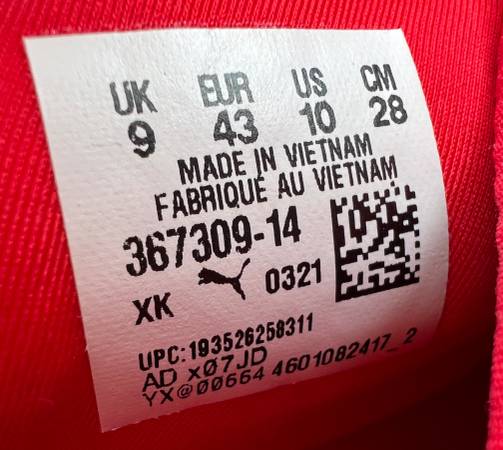 UK EUR US CM
9 43 10 28
MADE IN VIETNAM
FABRIQUÉ AU VIETNAM
367309-14
XK 0321
UPC:193526258311
AD xØ7JD
YX@00664 4601082417_2